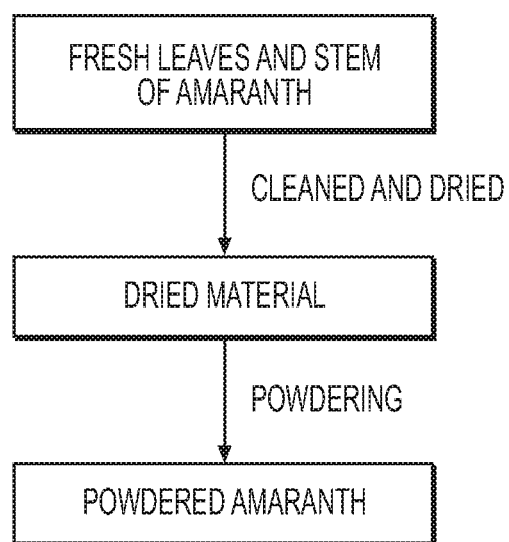 FRESH LEAVES AND STEM
OF AMARANTH
CLEANED AND DRIED
DRIED MATERIAL
POWDERING
POWDERED AMARANTH